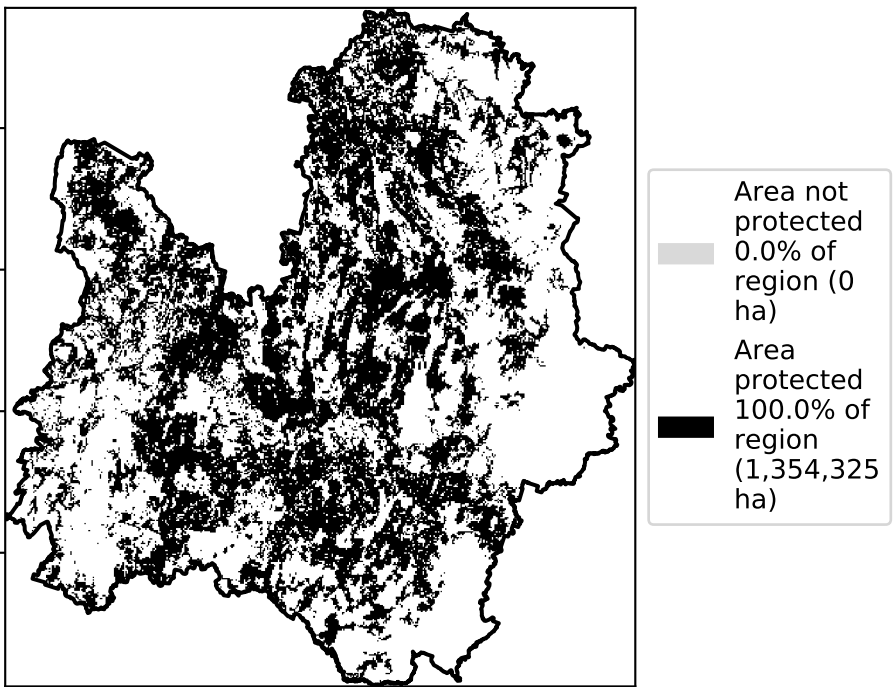 Area not
protected
0.0% of
region (0
ha)
Area
protected
100.0% of
region
(1,354,325
ha)